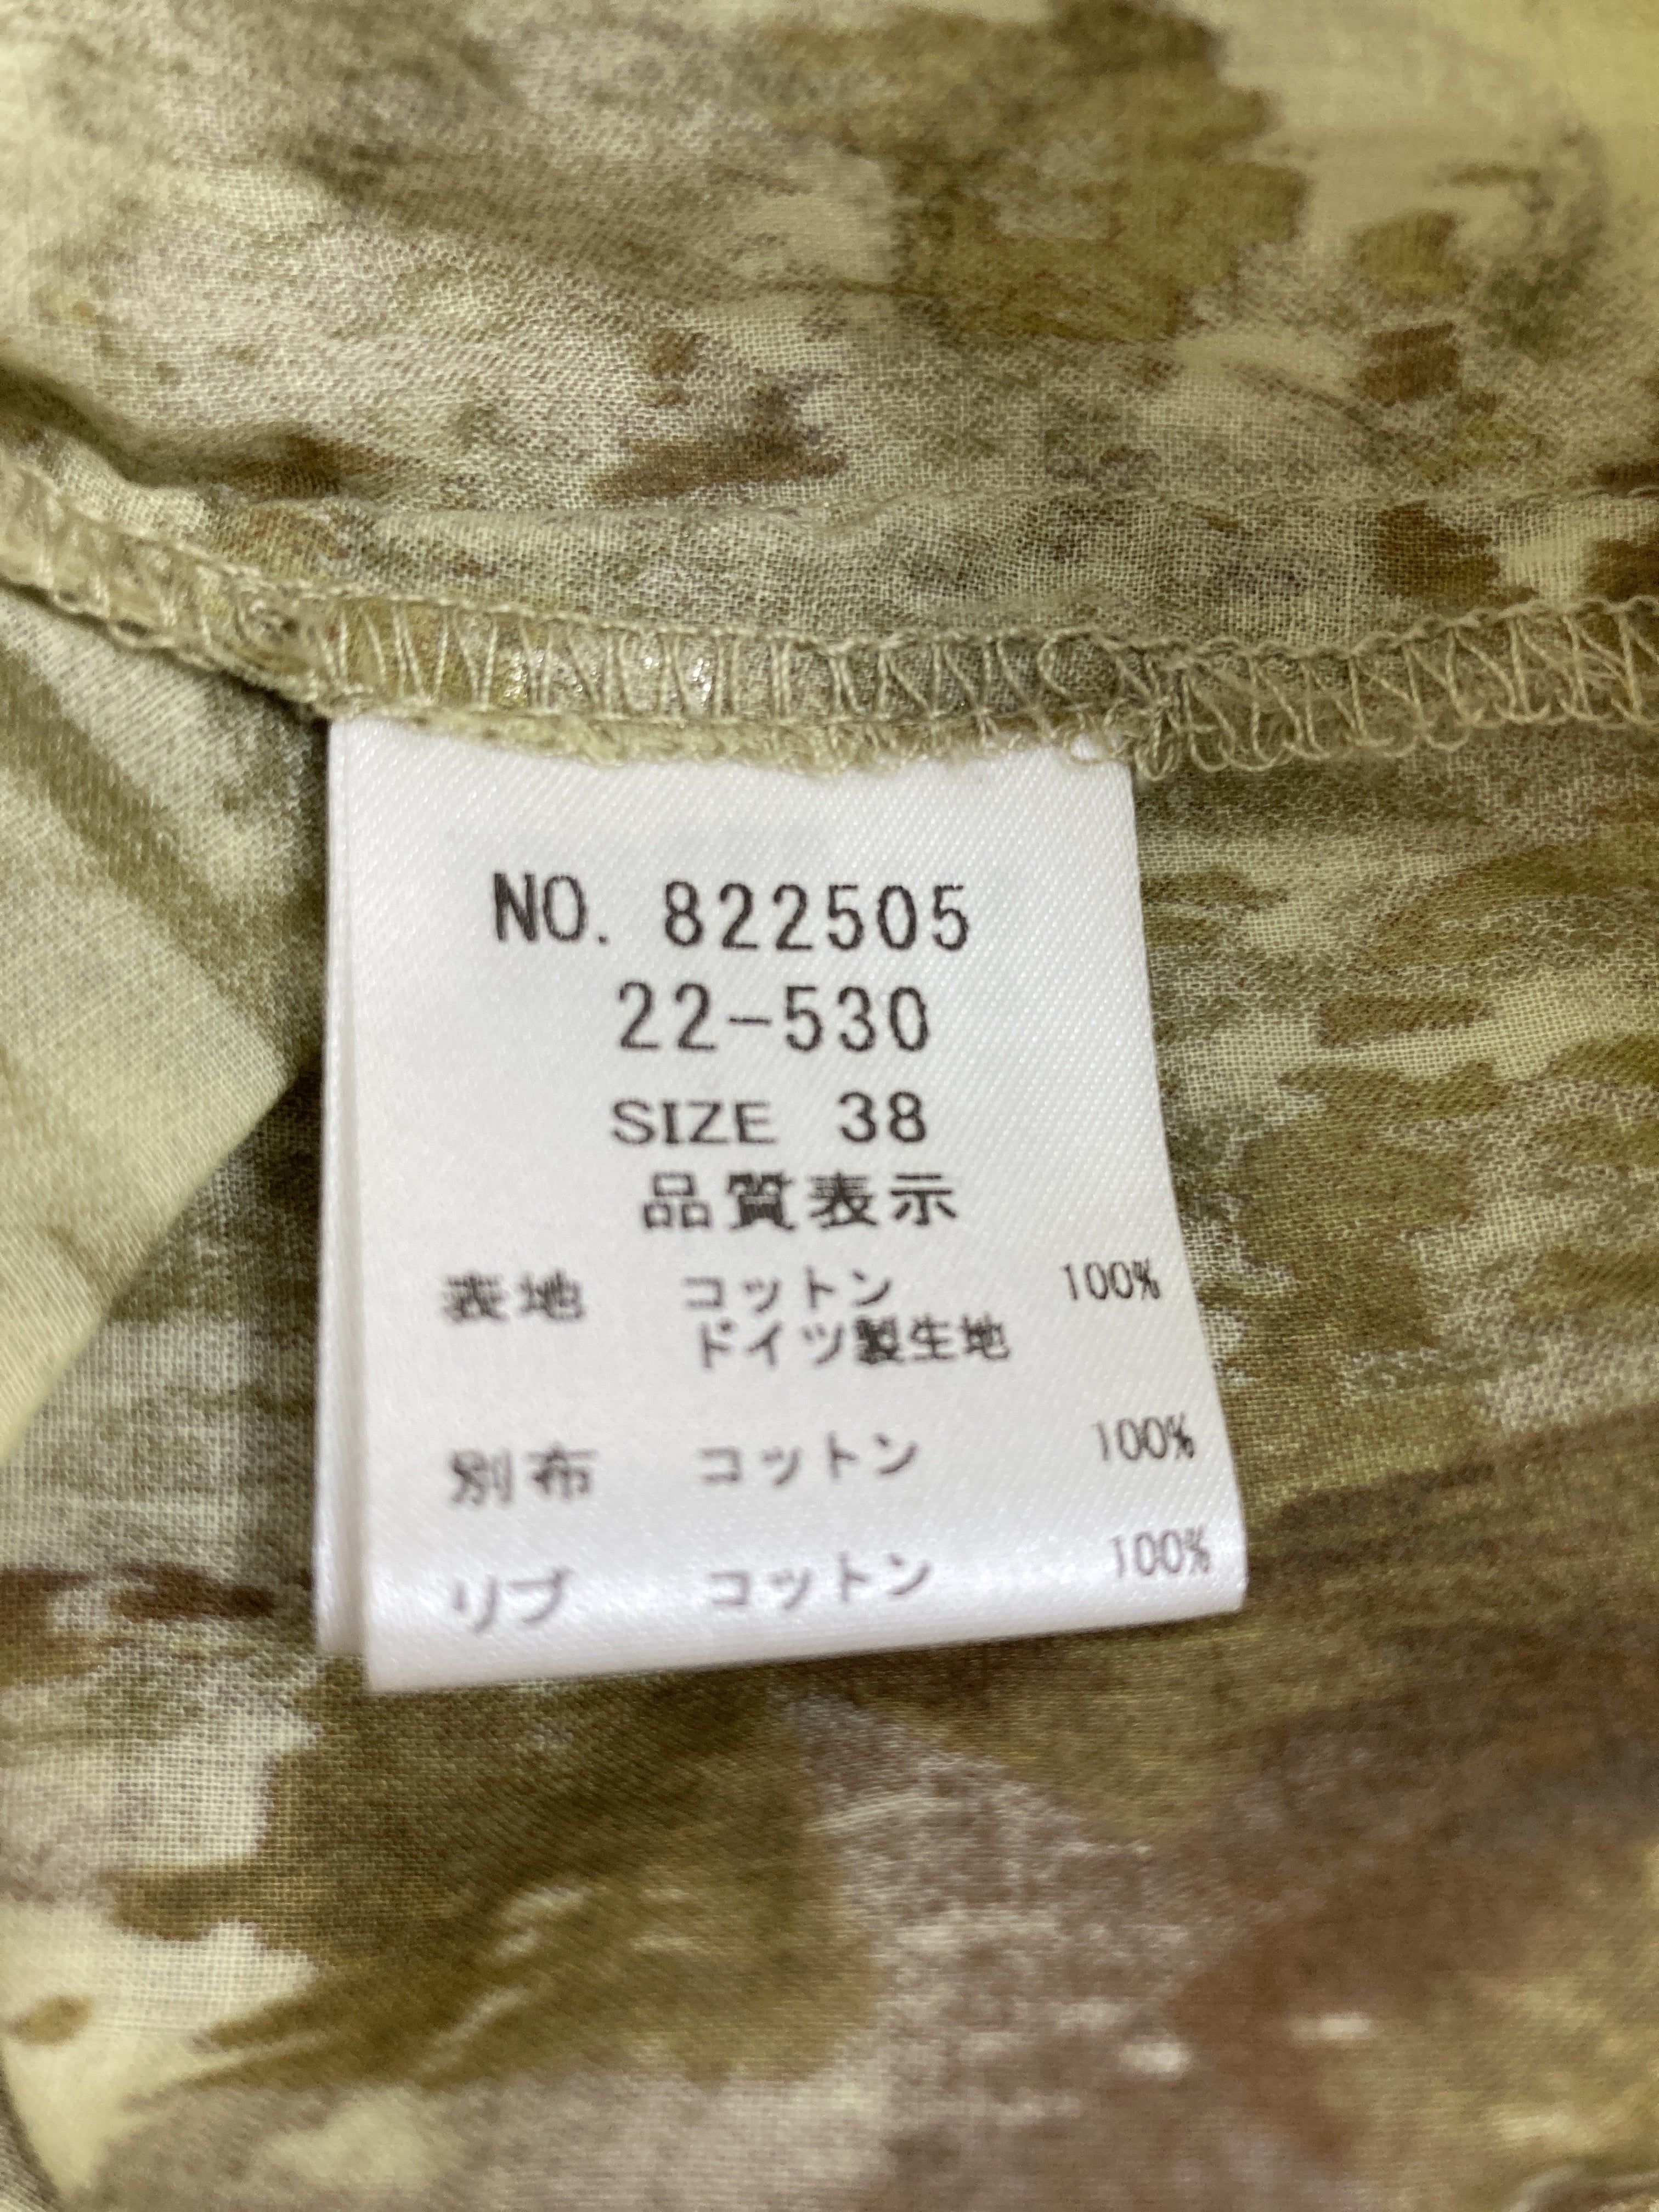 NO. 822505
22-530
SIZE 38
品質表示
表地 コットン 100%
ドイツ製生地
別布 コットン 100%
リブ コットン 100%